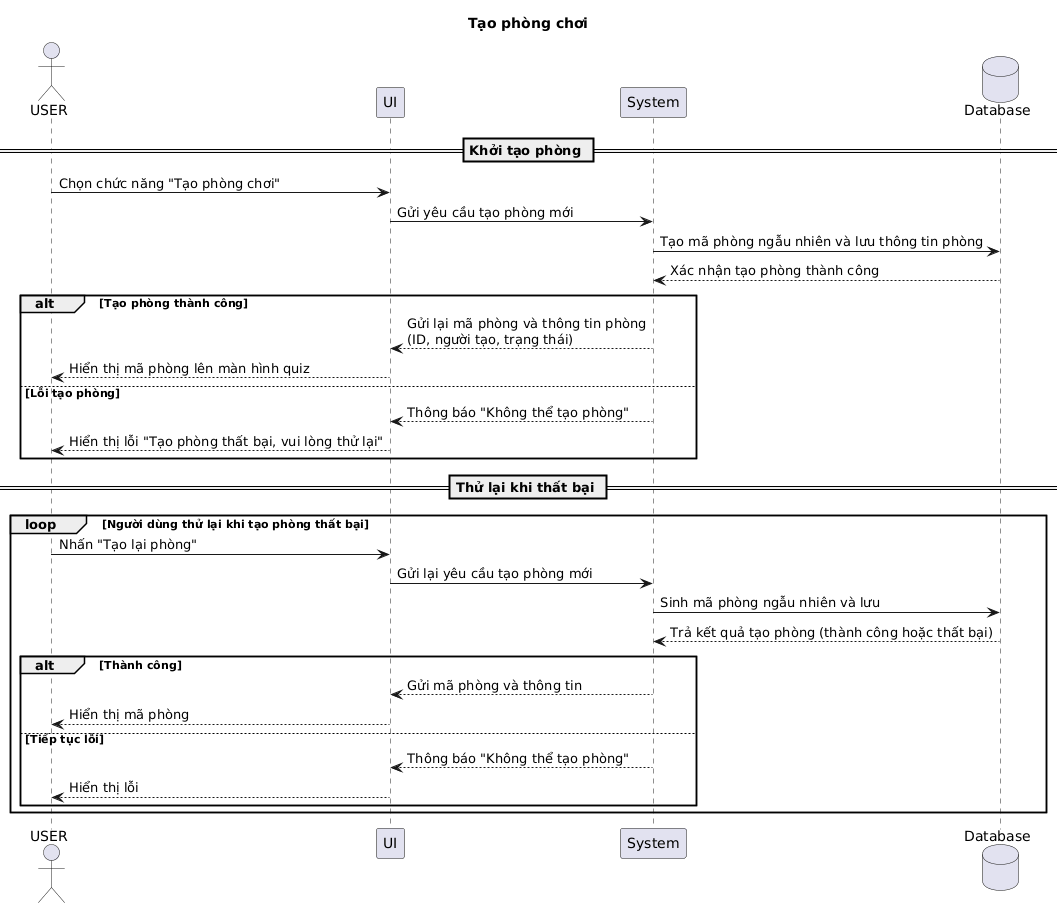 Tạo phòng chơi
USER
UI
System
Database
Khởi tạo phòng
Chọn chức năng "Tạo phòng chơi"
Gửi yêu cầu tạo phòng mới
Tạo mã phòng ngẫu nhiên và lưu thông tin phòng
Xác nhận tạo phòng thành công
alt [Tạo phòng thành công]
Gửi lại mã phòng và thông tin phòng
(ID, người tạo, trạng thái)
Hiển thị mã phòng lên màn hình quiz
[Lỗi tạo phòng]
Thông báo "Không thể tạo phòng"
Hiển thị lỗi "Tạo phòng thất bại, vui lòng thử lại"
Thử lại khi thất bại
loop [Người dùng thử lại khi tạo phòng thất bại]
Nhấn "Tạo lại phòng"
Gửi lại yêu cầu tạo phòng mới
Sinh mã phòng ngẫu nhiên và lưu
Trả kết quả tạo phòng (thành công hoặc thất bại)
alt [Thành công]
Gửi mã phòng và thông tin
Hiển thị mã phòng
[Tiếp tục lỗi]
Thông báo "Không thể tạo phòng"
Hiển thị lỗi
USER
UI
System
Database